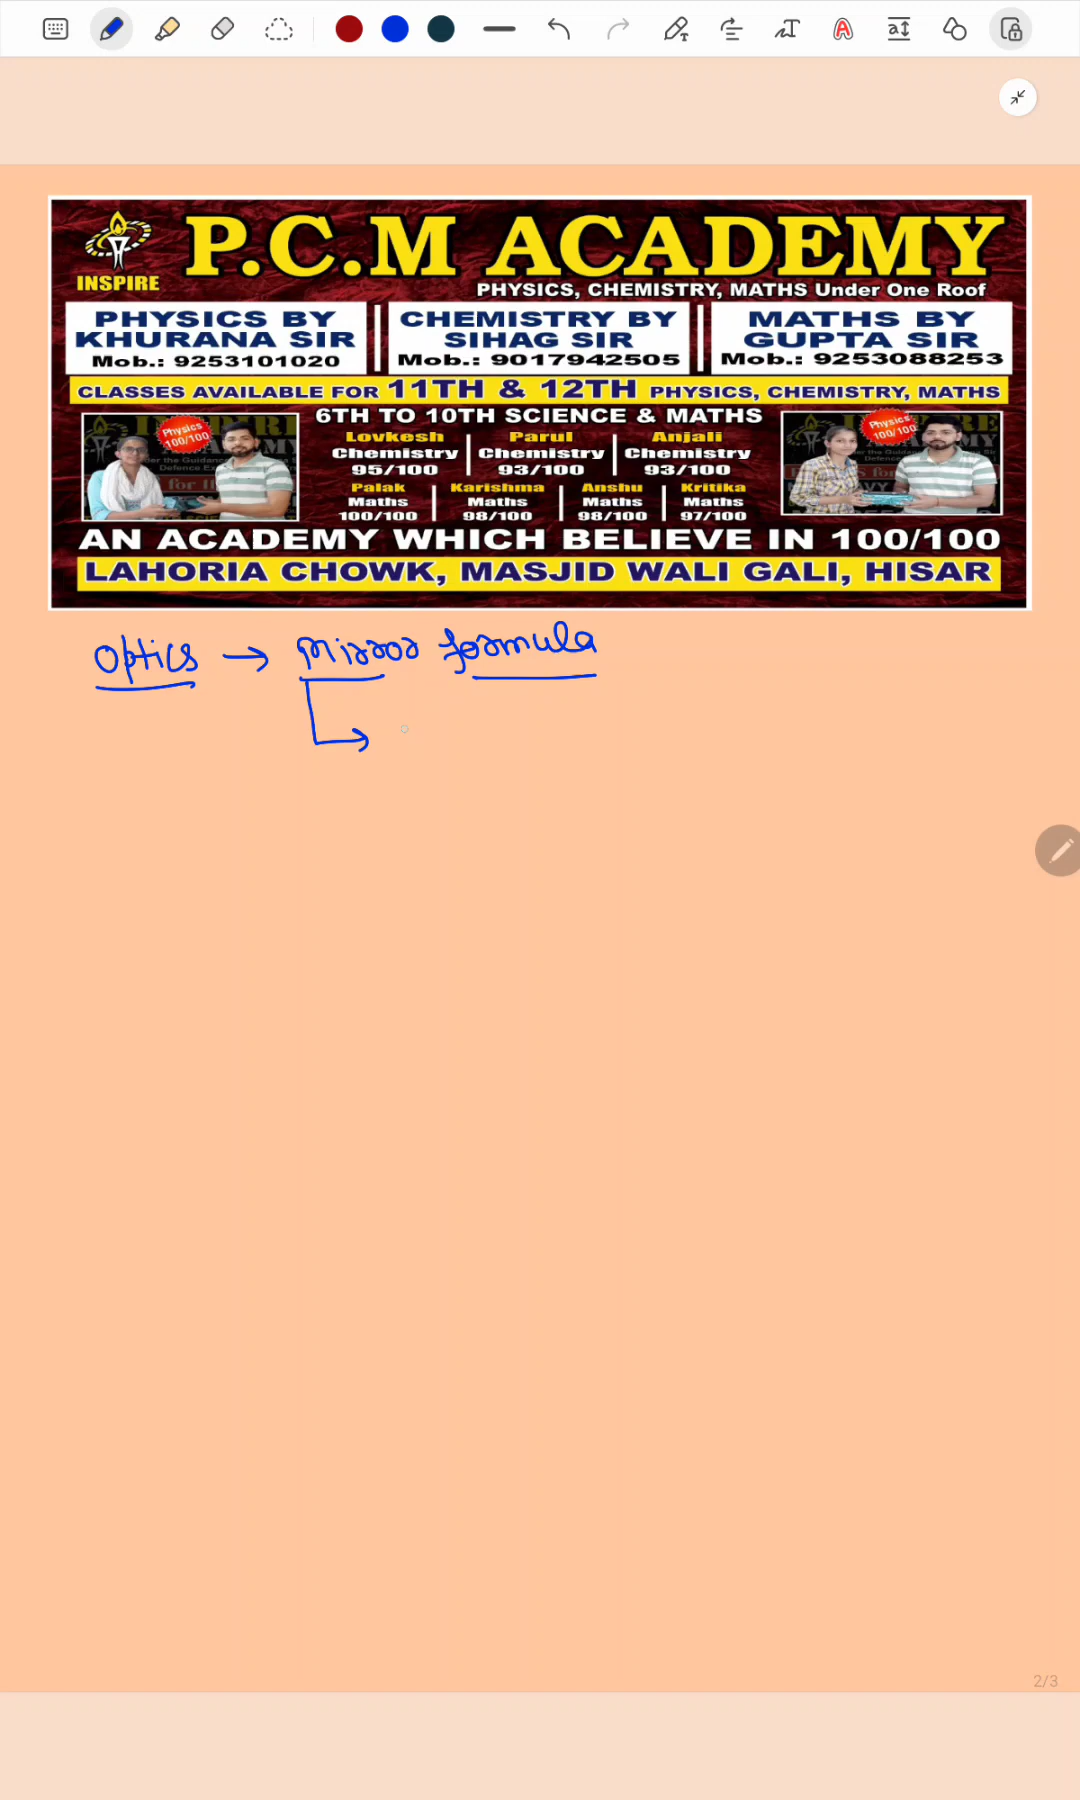 P.C.M ACADEMY
INSPIRE
PHYSICS, CHEMISTRY, MATHS Under One Roof
PHYSICS BY KHURANA SIR Mob.: 9253101020
CHEMISTRY BY SIHAG SIR Mob.: 9017942505
MATHS BY GUPTA SIR Mob.: 9253088253
CLASSES AVAILABLE FOR 11TH & 12TH PHYSICS, CHEMISTRY, MATHS
6TH TO 10TH SCIENCE & MATHS
Physics 100/100
Physics 100/100
Lovkesh Chemistry 95/100
Parul Chemistry 93/100
Anjali Chemistry 93/100
Palak Maths 100/100
Karishma Maths 98/100
Anshu Maths 98/100
Kritika Maths 97/100
AN ACADEMY WHICH BELIEVE IN 100/100
LAHORIA CHOWK, MASJID WALI GALI, HISAR
Optics → Mirror formula
2/3